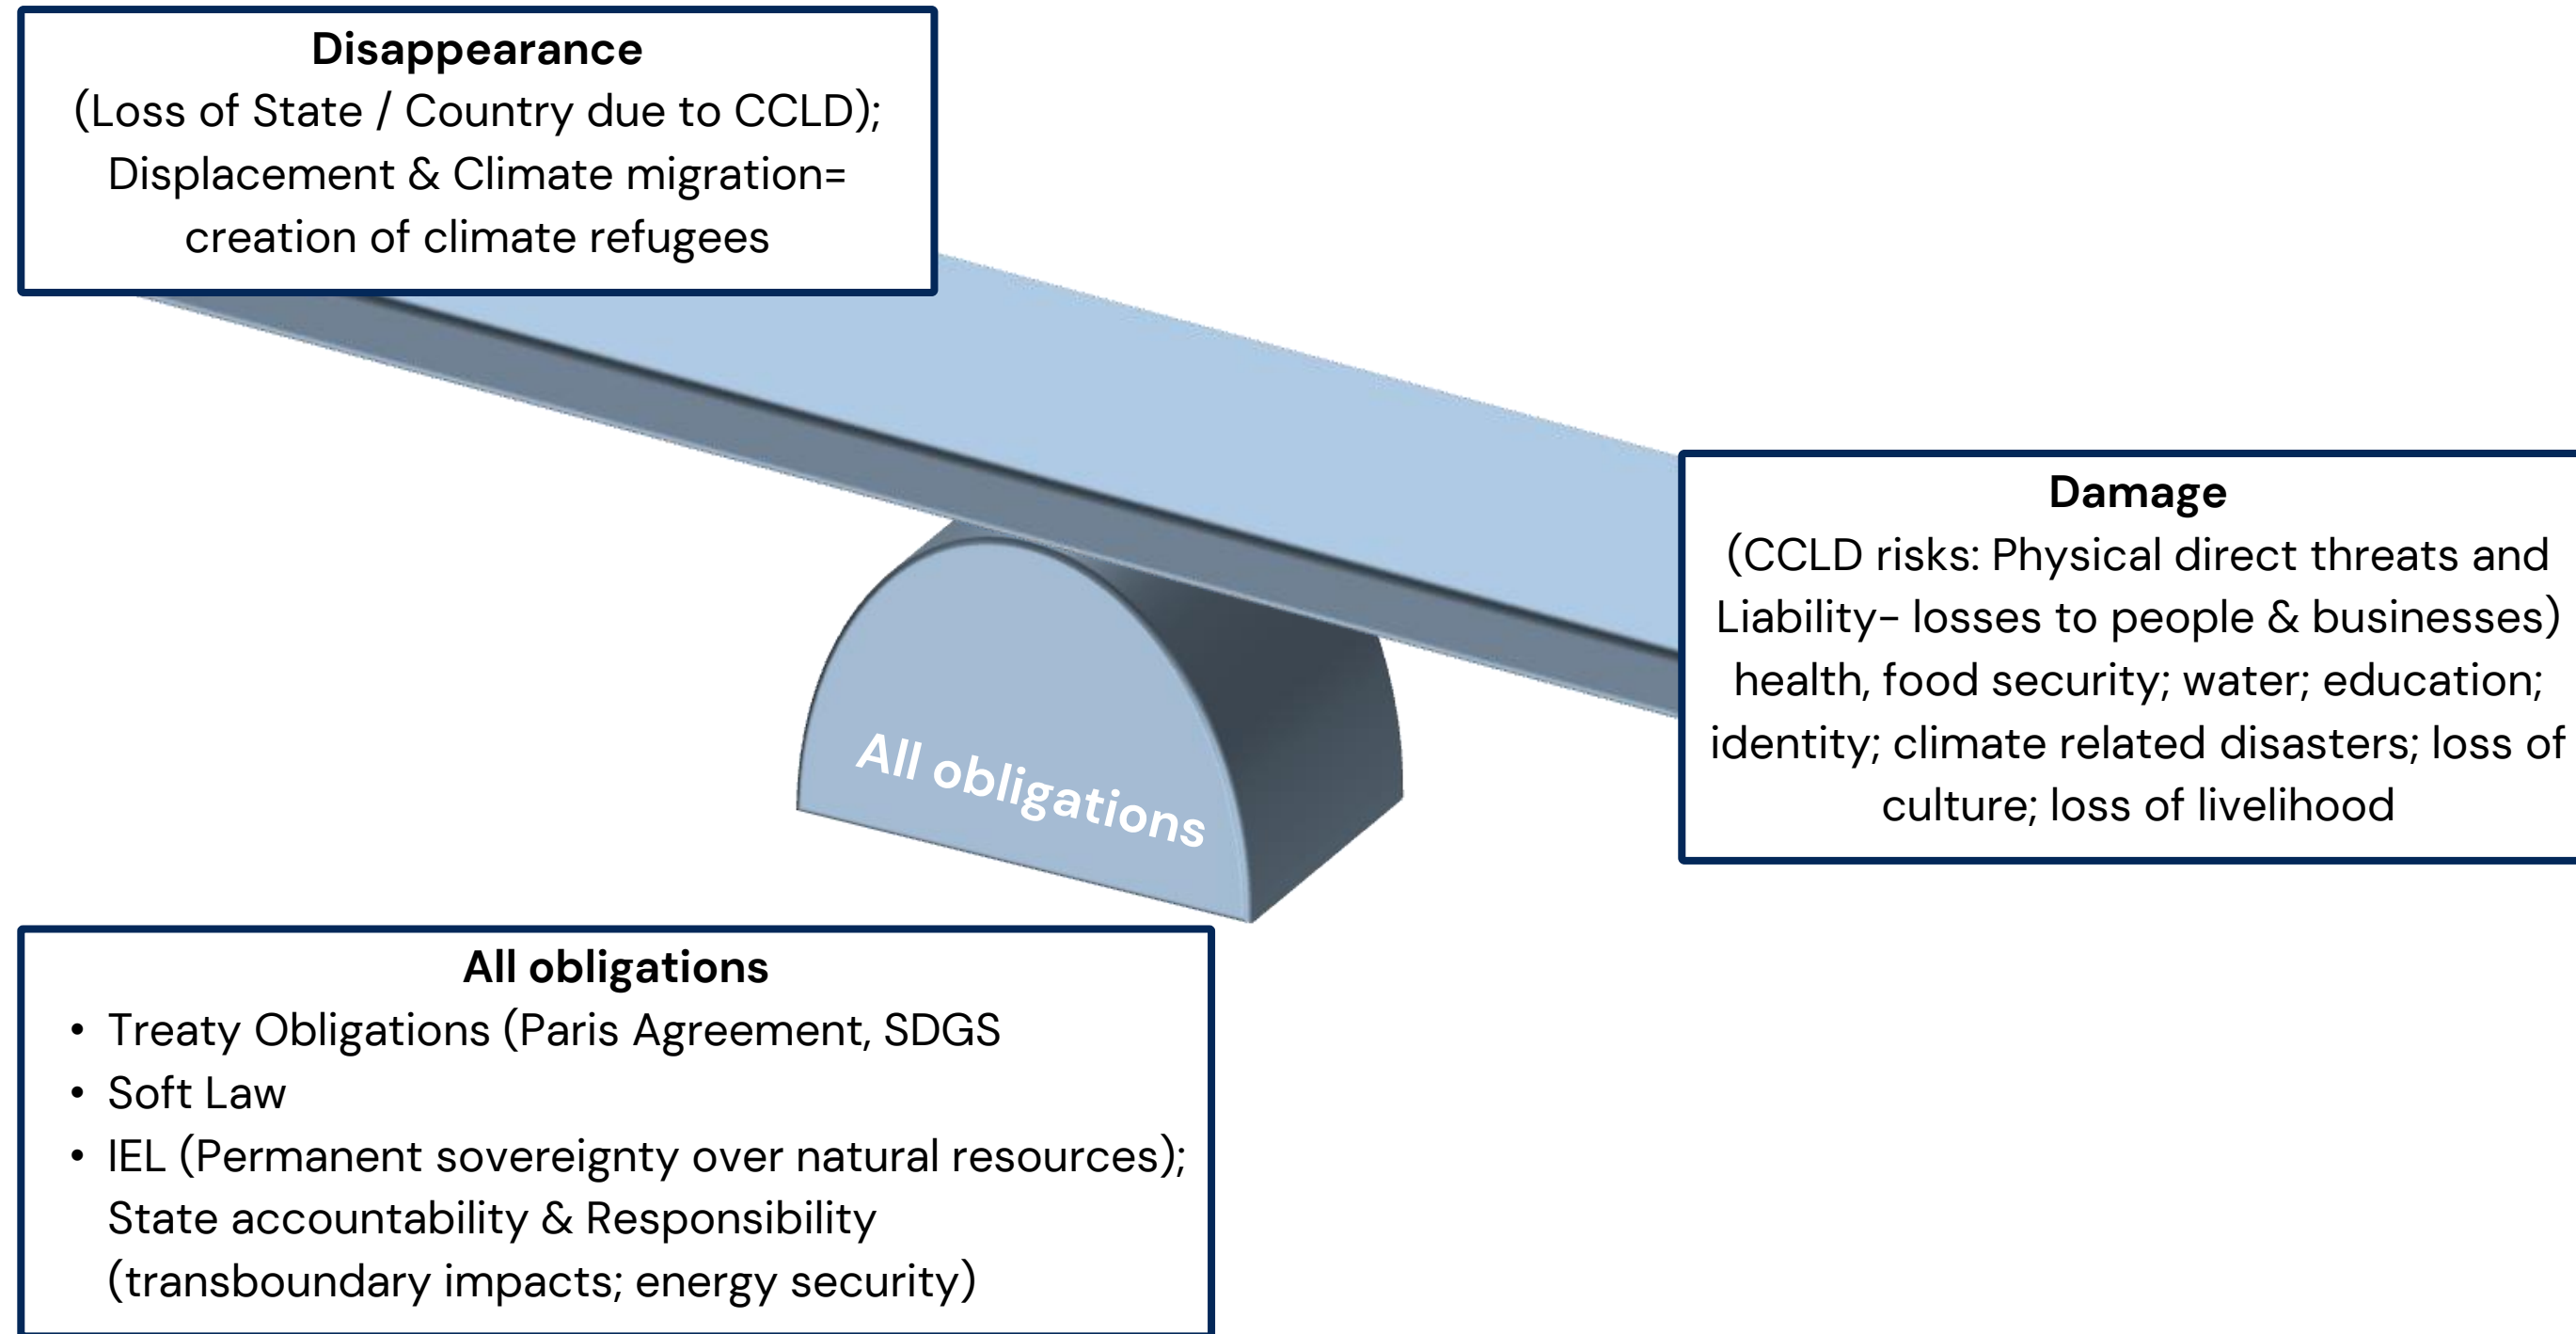 Disappearance
(Loss of State / Country due to CCLD);
Displacement & Climate migration=
creation of climate refugees
Damage
(CCLD risks: Physical direct threats and
Liability- losses to people & businesses)
health, food security; water; education;
identity; climate related disasters; loss of
culture; loss of livelihood
All obligations
All obligations
• Treaty Obligations (Paris Agreement, SDGS
• Soft Law
• IEL (Permanent sovereignty over natural resources);
State accountability & Responsibility
(transboundary impacts; energy security)